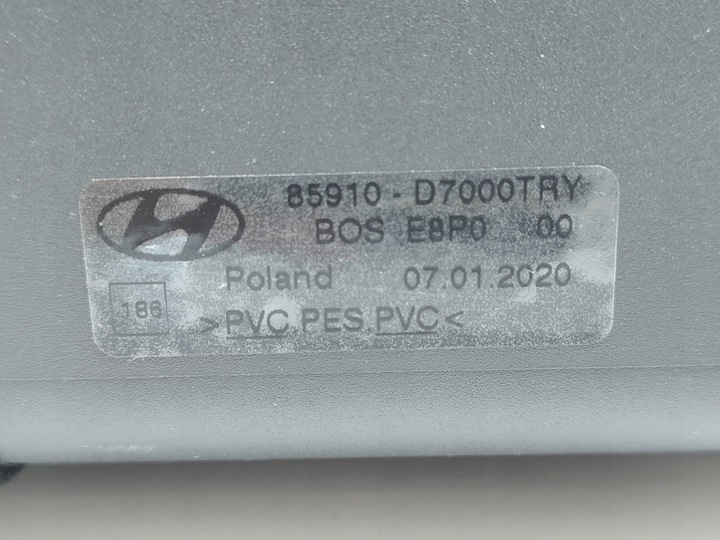 85910 - D7000TRY
BOS E8P0 00
Poland 07.01.2020
186
>PVC.PES.PVC<